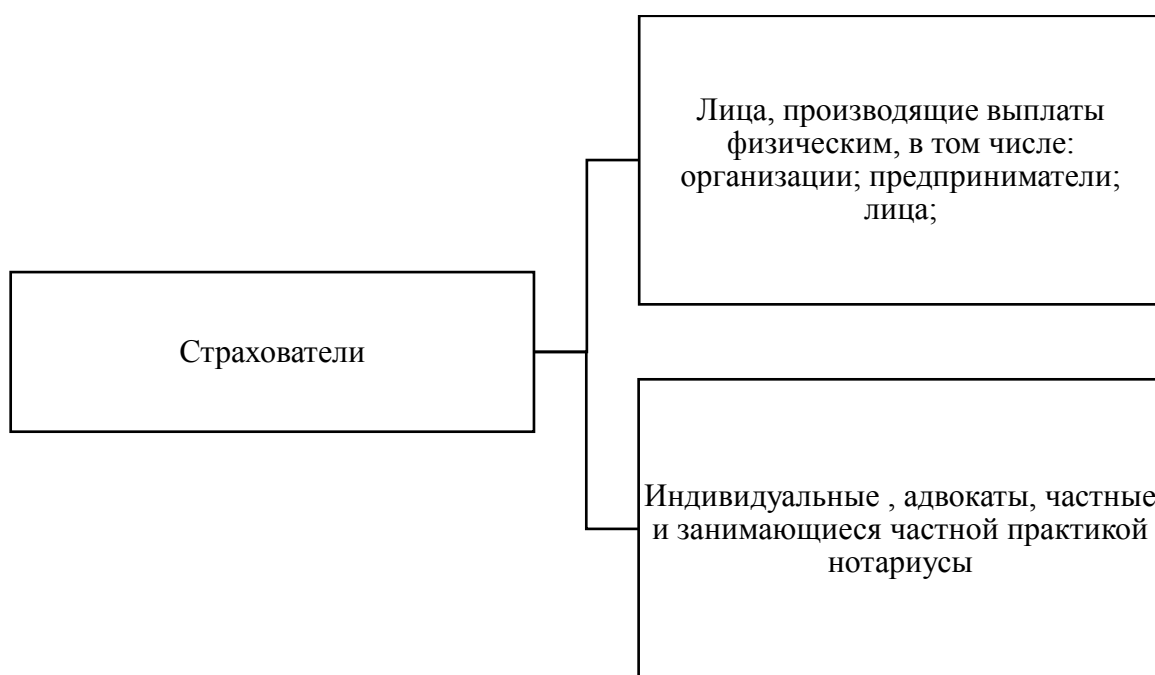 Лица, производящие выплаты
физическим, в том числе:
организации; предприниматели;
лица;
Страхователи
Индивидуальные , адвокаты, частные
и занимающиеся частной практикой
нотариусы